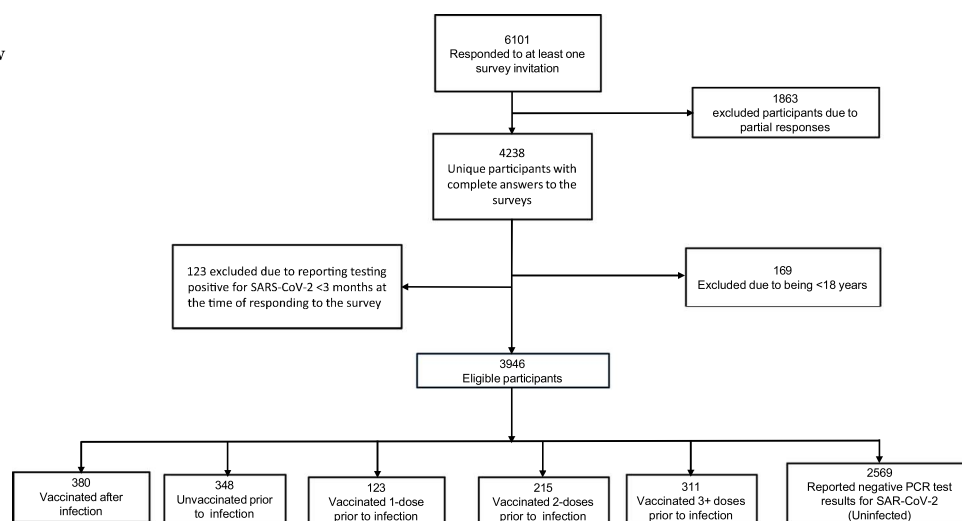 6101
Responded to at least one
survey invitation
1863
excluded participants due to
partial responses
4238
Unique participants with
complete answers to the
surveys
123 excluded due to reporting testing
positive for SARS-CoV-2 <3 months at
the time of responding to the survey
169
Excluded due to being <18 years
3946
Eligible participants
380
Vaccinated after
infection
348
Unvaccinated prior
to infection
123
Vaccinated 1-dose
prior to infection
215
Vaccinated 2-doses
prior to infection
311
Vaccinated 3+ doses
prior to infection
2569
Reported negative PCR test
results for SAR-CoV-2
(Uninfected)